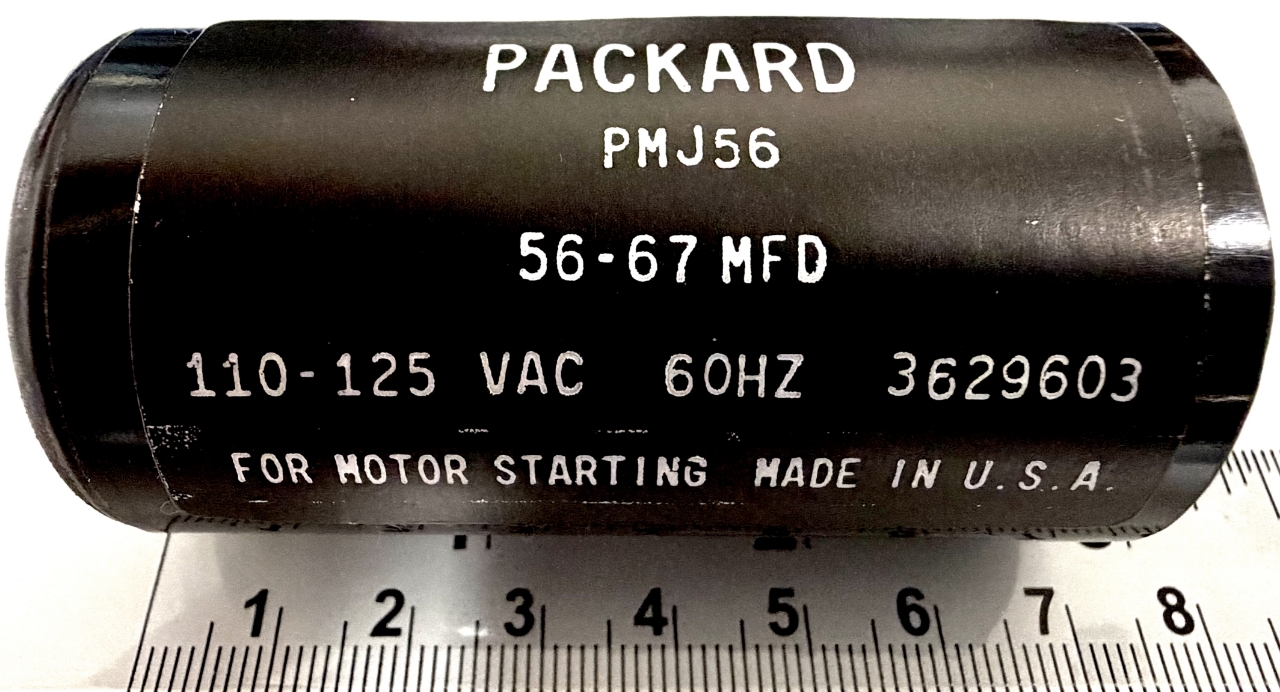 PACKARD
PMJ56
56-67 MFD
110-125 VAC 60HZ 3629603
FOR MOTOR STARTING MADE IN U.S.A.
1 2 3 4 5 6 7 8